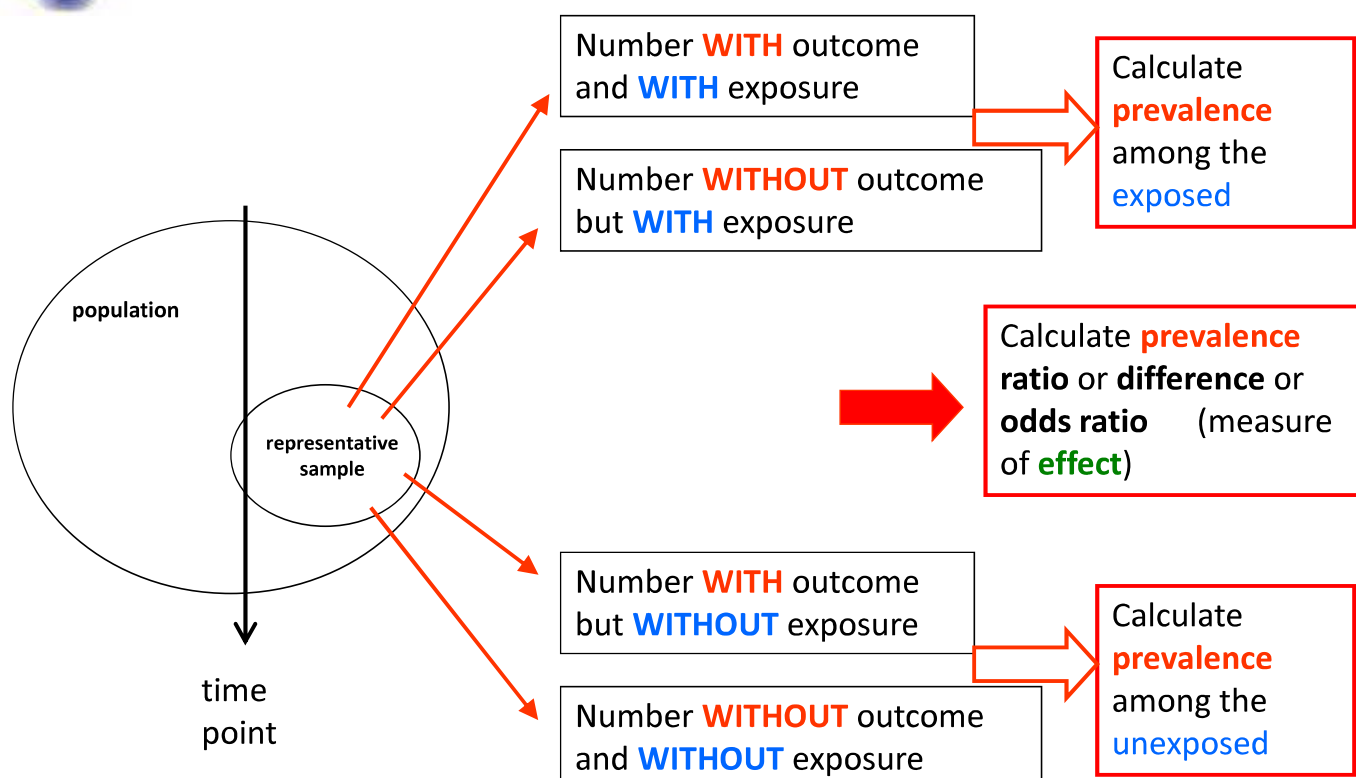 Number WITH outcome
and WITH exposure
Calculate
prevalence
among the
exposed
Number WITHOUT outcome
but WITH exposure
population
representative
sample
Calculate prevalence
ratio or difference or
odds ratio (measure
of effect)
time
point
Number WITH outcome
but WITHOUT exposure
Calculate
prevalence
among the
unexposed
Number WITHOUT outcome
and WITHOUT exposure